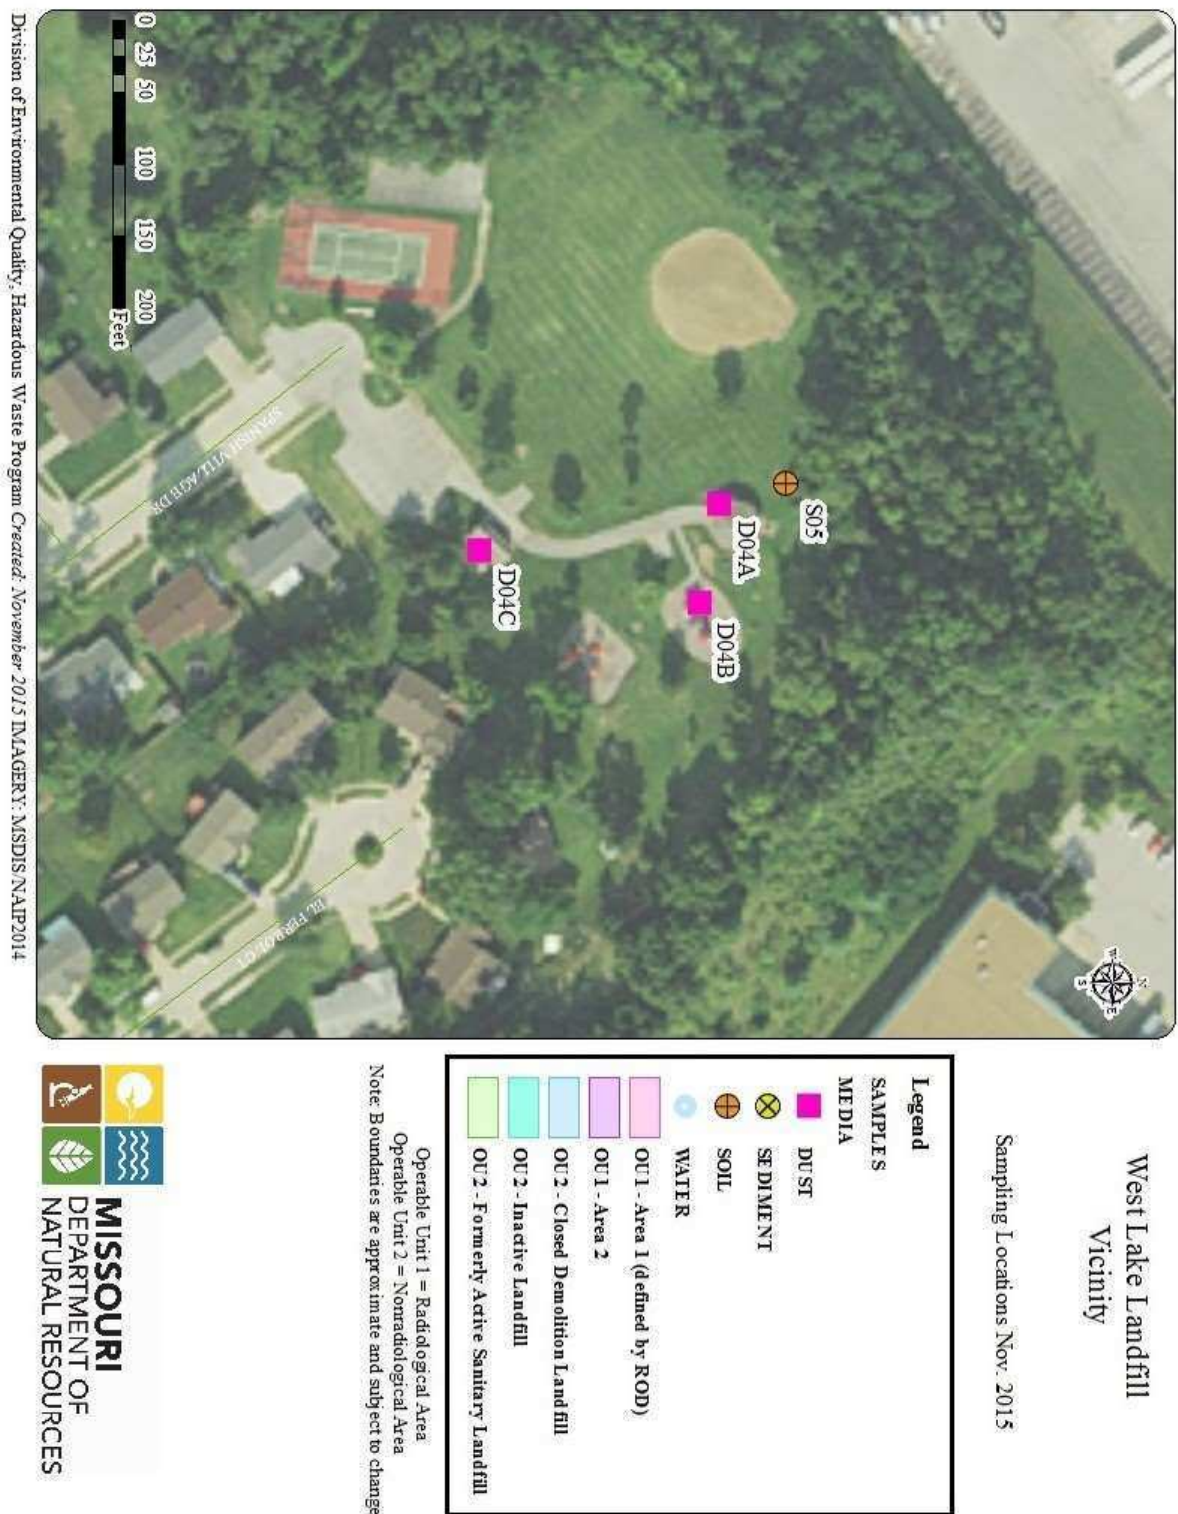 West Lake Landfill
Vicinity
Sampling Locations Nov. 2015
Legend
SAMPLES
MEDIA
DUST
SEDIMENT
SOIL
WATER
OU1 - Area 1 (defined by ROD)
OU1 - Area 2
OU2 - Closed Demolition Landfill
OU2 - Inactive Landfill
OU2 - Formerly Active Sanitary Landfill
Operable Unit 1 = Radiological Area
Operable Unit 2 = Nonradiological Area
Note: Boundaries are approximate and subject to change
MISSOURI
DEPARTMENT OF
NATURAL RESOURCES
N
W
E
S
S05
D04A
D04B
D04C
SPANISH VILLAGE DR
EL FERROL CT
0 25 50 100 150 200
Feet
Division of Environmental Quality, Hazardous Waste Program Created: November 2015 IMAGERY: MSDIS/NAIP2014